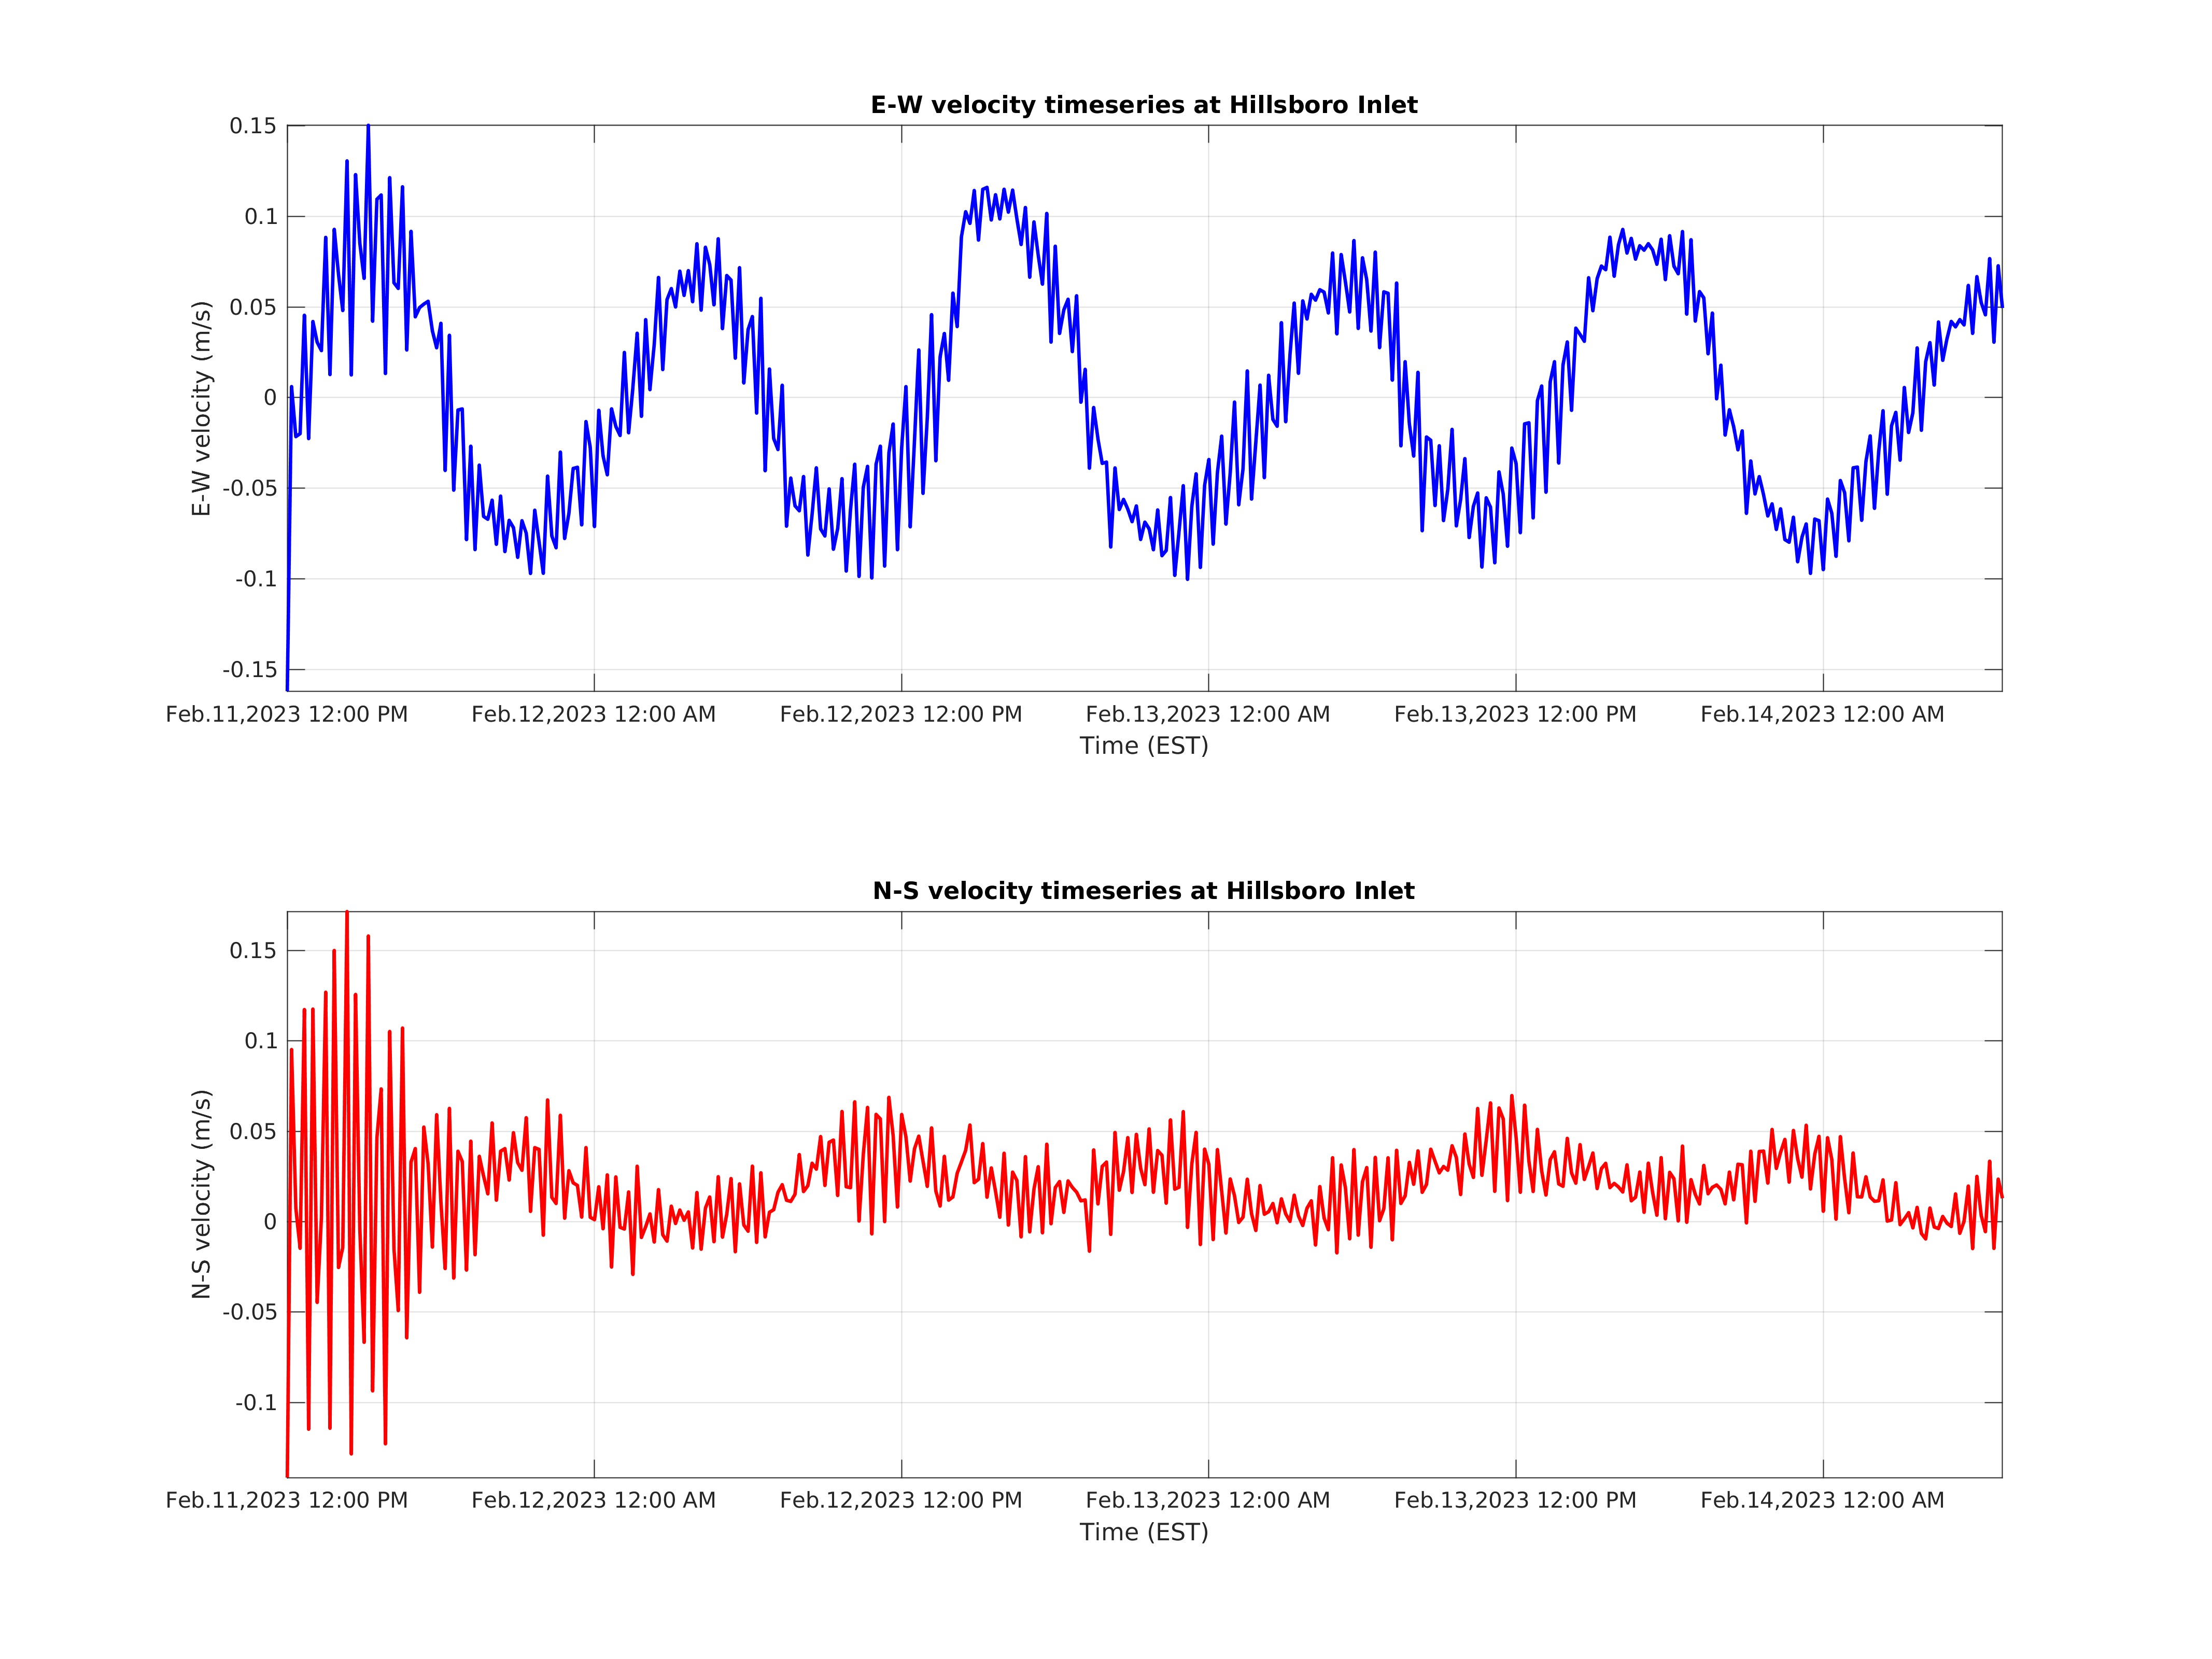 E-W velocity timeseries at Hillsboro Inlet
0.15
0.1
0.05
0
-0.05
-0.1
-0.15
E-W velocity (m/s)
Feb.11,2023 12:00 PM Feb.12,2023 12:00 AM Feb.12,2023 12:00 PM Feb.13,2023 12:00 AM Feb.13,2023 12:00 PM Feb.14,2023 12:00 AM
Time (EST)
N-S velocity timeseries at Hillsboro Inlet
0.15
0.1
0.05
0
-0.05
-0.1
N-S velocity (m/s)
Feb.11,2023 12:00 PM Feb.12,2023 12:00 AM Feb.12,2023 12:00 PM Feb.13,2023 12:00 AM Feb.13,2023 12:00 PM Feb.14,2023 12:00 AM
Time (EST)